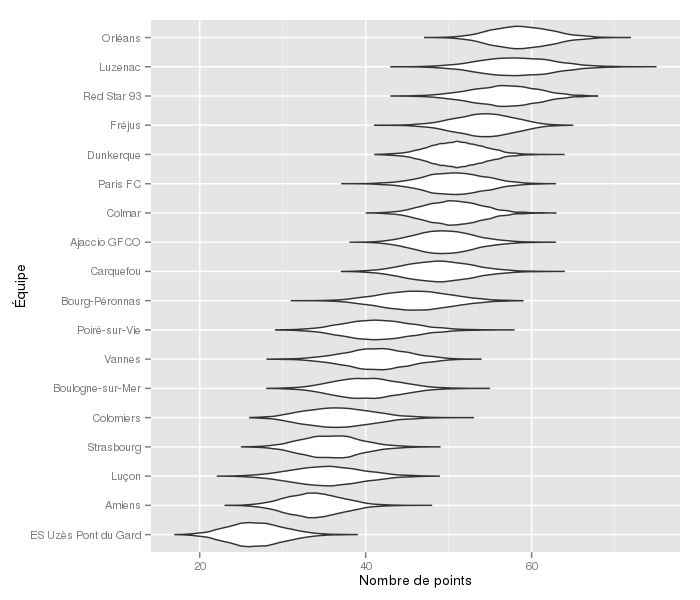 Orléans
Luzenac
Red Star 93
Fréjus
Dunkerque
Paris FC
Colmar
Ajaccio GFCO
Carquefou
Bourg-Péronnas
Poiré-sur-Vie
Vannes
Boulogne-sur-Mer
Colomiers
Strasbourg
Luçon
Amiens
ES Uzès Pont du Gard
Équipe
20 40 60
Nombre de points